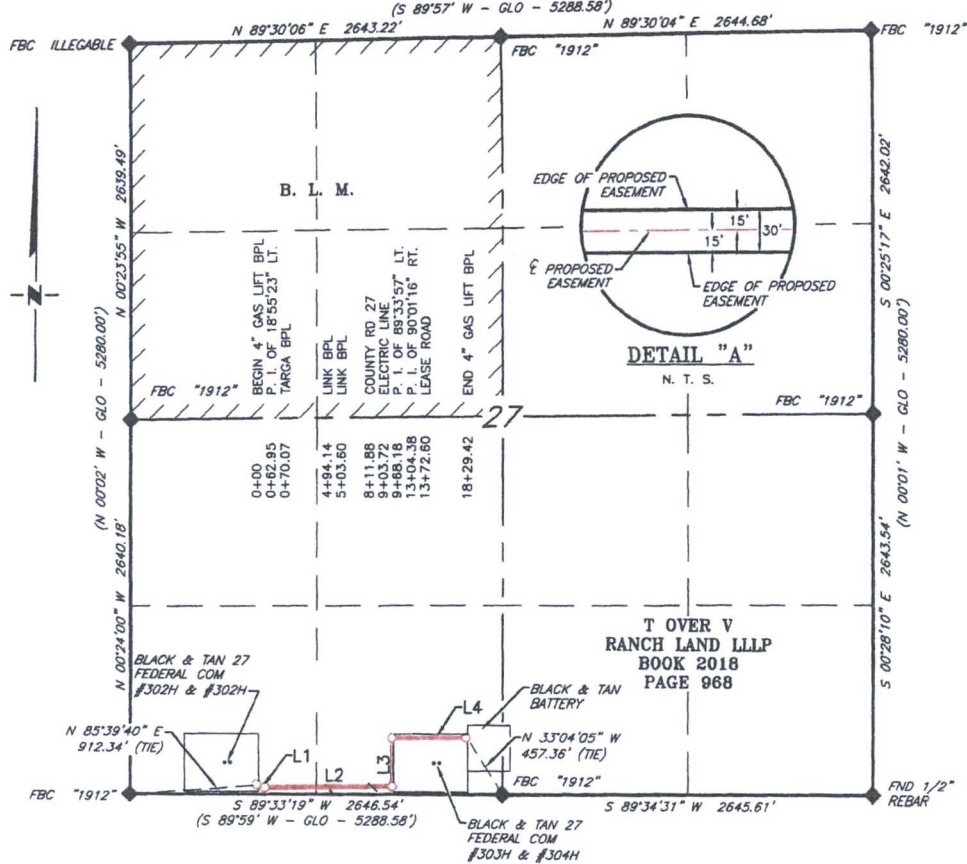 (S 89°57' W - GLO - 5288.58')
N 89°30'06" E 2643.22'
N 89°30'04" E 2644.68'
FBC ILLEGABLE
FBC "1912"
FBC "1912"
N 00°23'55" W 2639.49'
(N 00°02' W - GLO - 5280.00')
N 00°24'00" W 2640.18'
S 00°25'17" E 2642.02'
(N 00°01' W - GLO - 5280.00')
S 00°28'10" E 2643.54'
B. L. M.
EDGE OF PROPOSED
EASEMENT
15'
15'
30'
℄ PROPOSED
EASEMENT
EDGE OF PROPOSED
EASEMENT
DETAIL "A"
N. T. S.
N
0+00 BEGIN 4" GAS LIFT BPL
0+62.95 P. I. OF 18°55'23" LT.
0+70.07 TARGA BPL
4+94.14 LINK BPL
5+03.60 LINK BPL
8+11.88 COUNTY RD 27
9+03.72 ELECTRIC LINE
9+68.18 P. I. OF 89°33'57" LT.
13+04.38 P. I. OF 90°01'16" RT.
13+72.60 LEASE ROAD
18+29.42 END 4" GAS LIFT BPL
FBC "1912"
27
FBC "1912"
T OVER V
RANCH LAND LLLP
BOOK 2018
PAGE 968
BLACK & TAN 27
FEDERAL COM
#302H & #302H
N 85°39'40" E
912.34' (TIE)
L1
L2
L3
L4
BLACK & TAN
BATTERY
N 33°04'05" W
457.36' (TIE)
FBC "1912"
FBC "1912"
FND 1/2"
REBAR
S 89°33'19" W 2646.54'
(S 89°59' W - GLO - 5288.58')
S 89°34'31" W 2645.61'
BLACK & TAN 27
FEDERAL COM
#303H & #304H